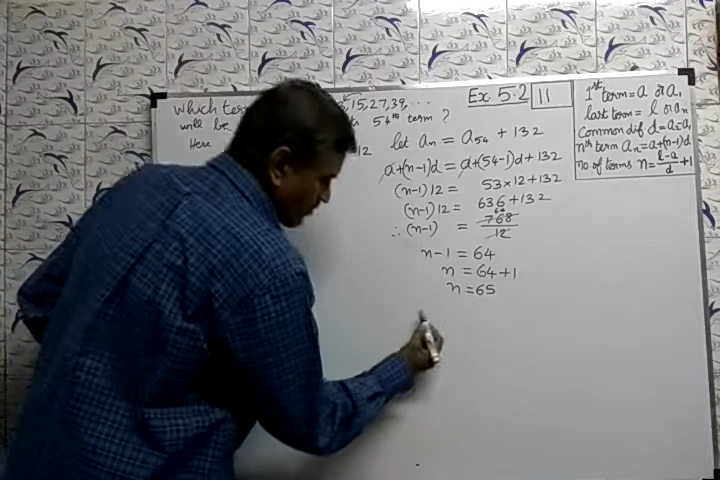 Which ter 3,15,27,39,...
will be 54th term ?
Here 12
let an = a54 + 132
a+(n-1)d = a+(54-1)d+132
(n-1)12 = 53×12+132
(n-1)12 = 636+132
∴ (n-1) = 768/12 64
n-1 = 64
n = 64+1
n = 65
Ex 5.2 11
1st term = a or a1
last term = l or an
Common dif d=a2-a1
nth term an=a+(n-1)d
no of terms n= (l-a)/d +1